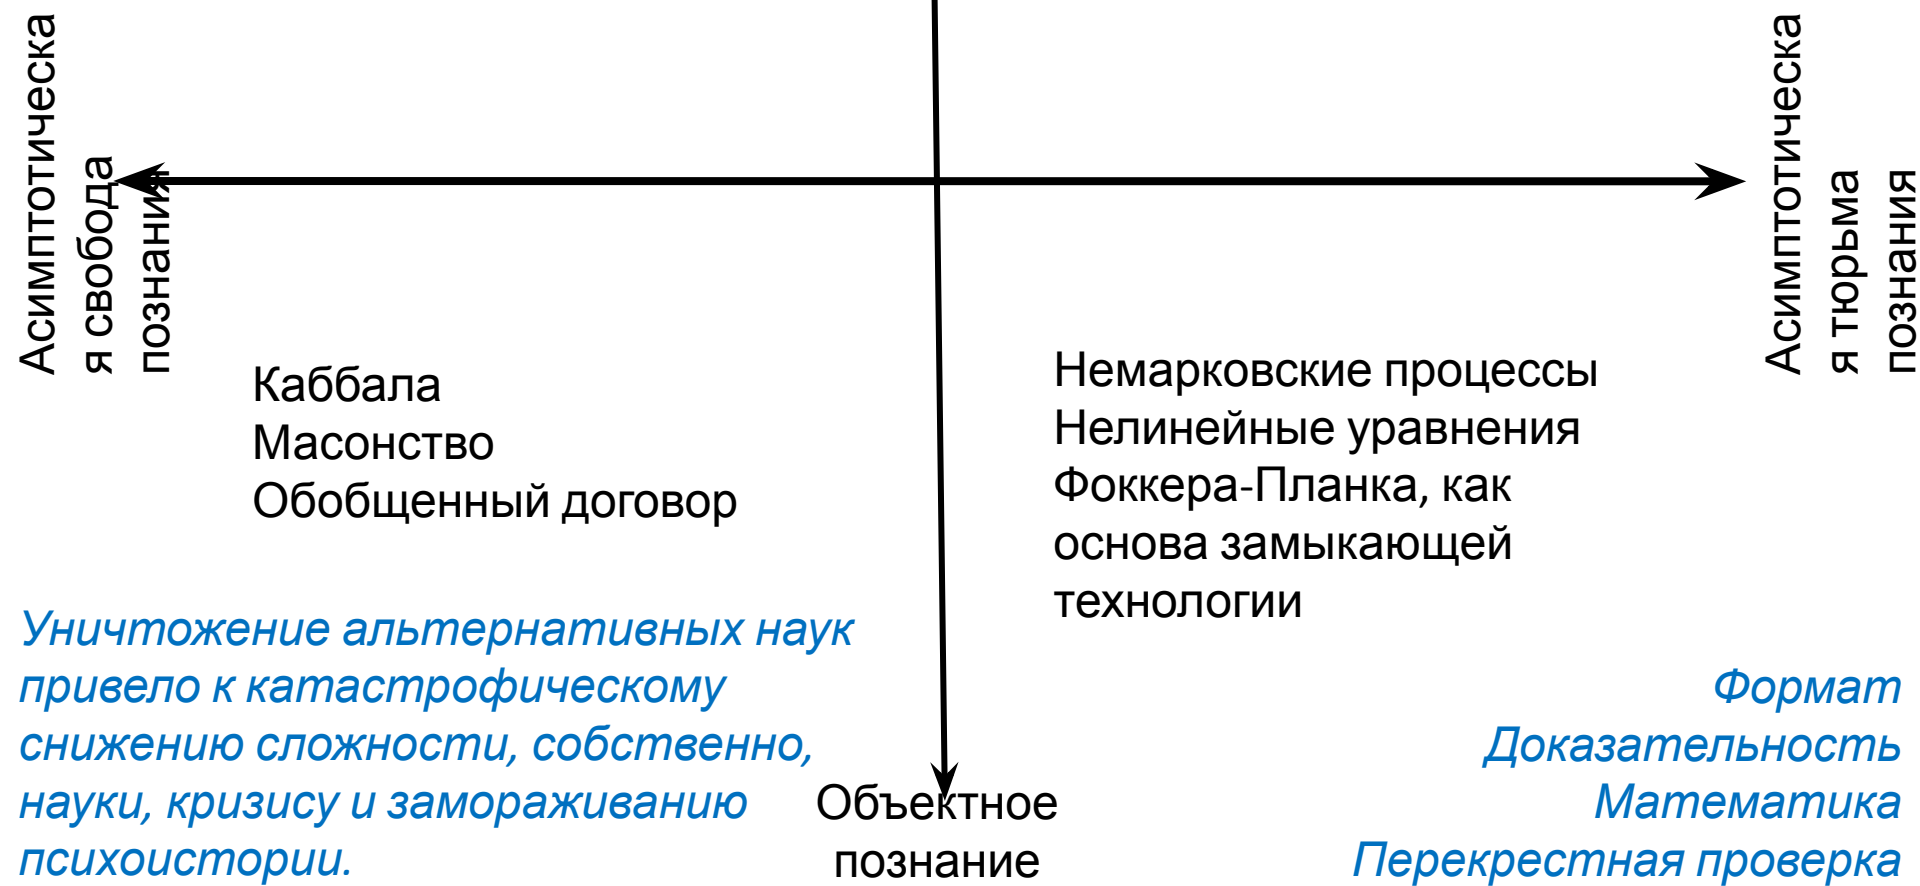 Асимптотическа
я свобода
познания
Асимптотическа
я тюрьма
познания
Каббала
Масонство
Обобщенный договор
Немарковские процессы
Нелинейные уравнения
Фоккера-Планка, как
основа замыкающей
технологии
Уничтожение альтернативных наук
привело к катастрофическому
снижению сложности, собственно,
науки, кризису и замораживанию
психоистории.
Объектное
познание
Формат
Доказательность
Математика
Перекрестная проверка